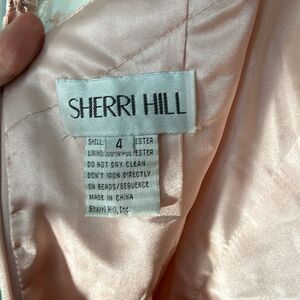 SHERRI HILL
SHELL: 4 ESTER
LINING: POLYESTER
DO NOT DRY CLEAN
DON'T IRON DIRECTLY
ON BEADS/SEQUENCE
MADE IN CHINA
Sherri Hill, Inc.